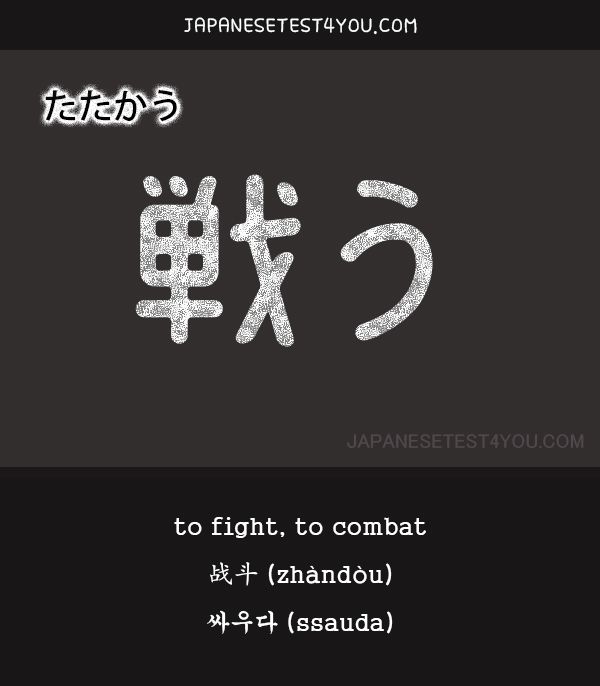 JAPANESETEST4YOU.COM
たたかう
戦う
JAPANESETEST4YOU.COM
to fight, to combat
战斗 (zhàndòu)
싸우다 (ssauda)